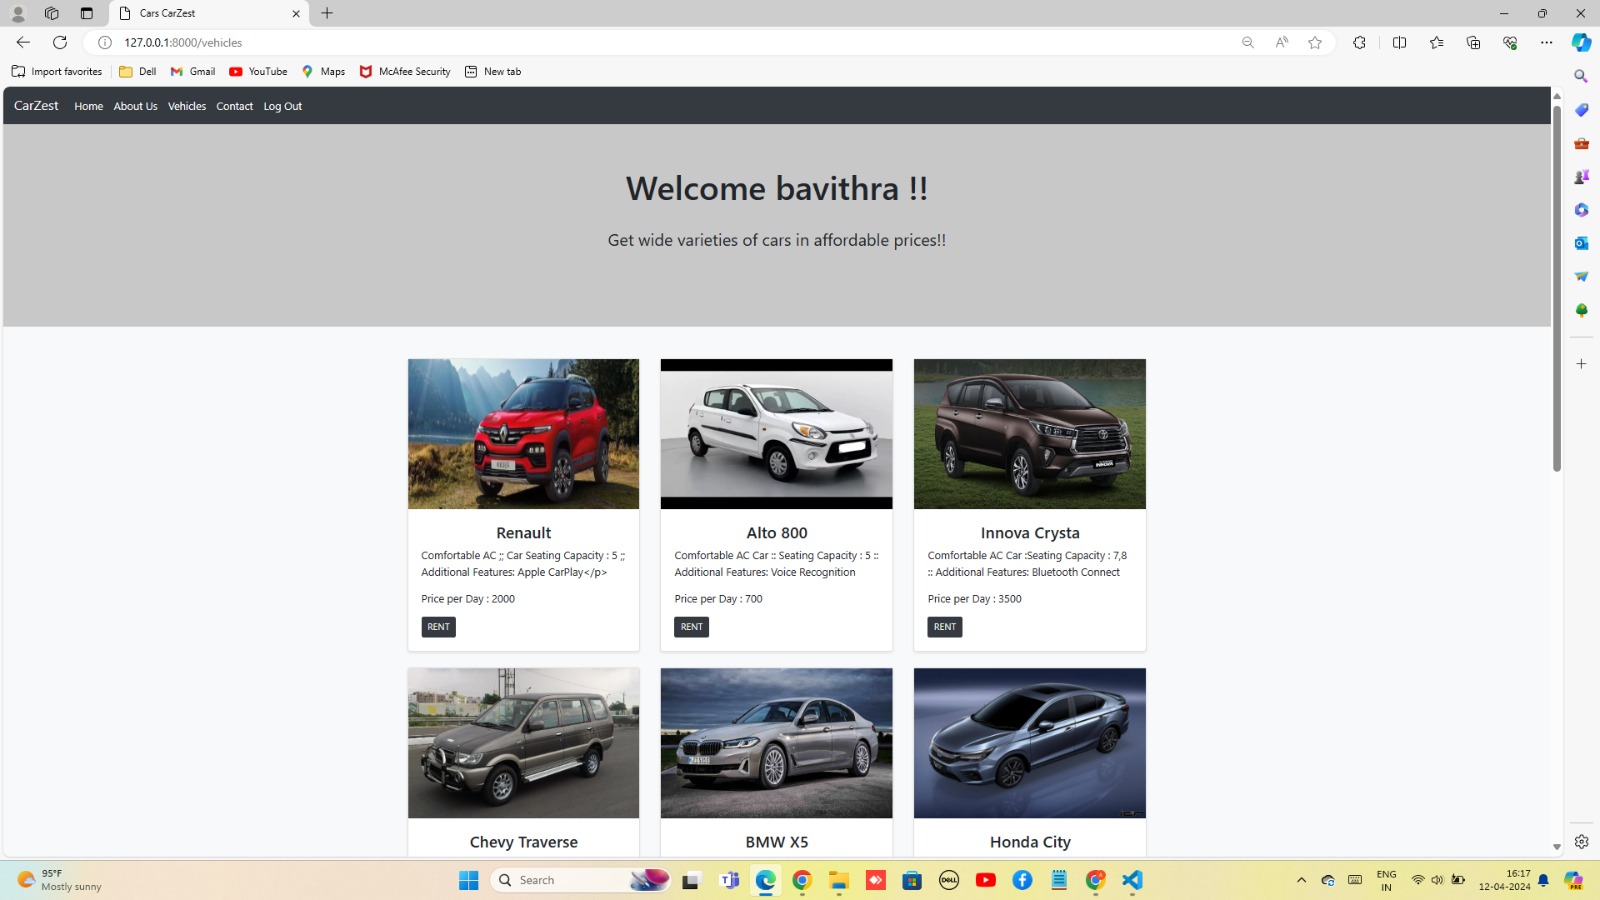 Cars CarZest
127.0.0.1:8000/vehicles
Import favorites Dell Gmail YouTube Maps McAfee Security New tab
CarZest Home About Us Vehicles Contact Log Out
Welcome bavithra !!
Get wide varieties of cars in affordable prices!!
Renault
Comfortable AC ;; Car Seating Capacity : 5 ;;
Additional Features: Apple CarPlay</p>
Price per Day : 2000
RENT
Alto 800
Comfortable AC Car :: Seating Capacity : 5 ::
Additional Features: Voice Recognition
Price per Day : 700
RENT
INNOVA
Innova Crysta
Comfortable AC Car :Seating Capacity : 7,8
:: Additional Features: Bluetooth Connect
Price per Day : 3500
RENT
Chevy Traverse
BMW X5
Honda City
95°F
Mostly sunny
Search
DELL
ENG
IN
16:17
12-04-2024
PRE